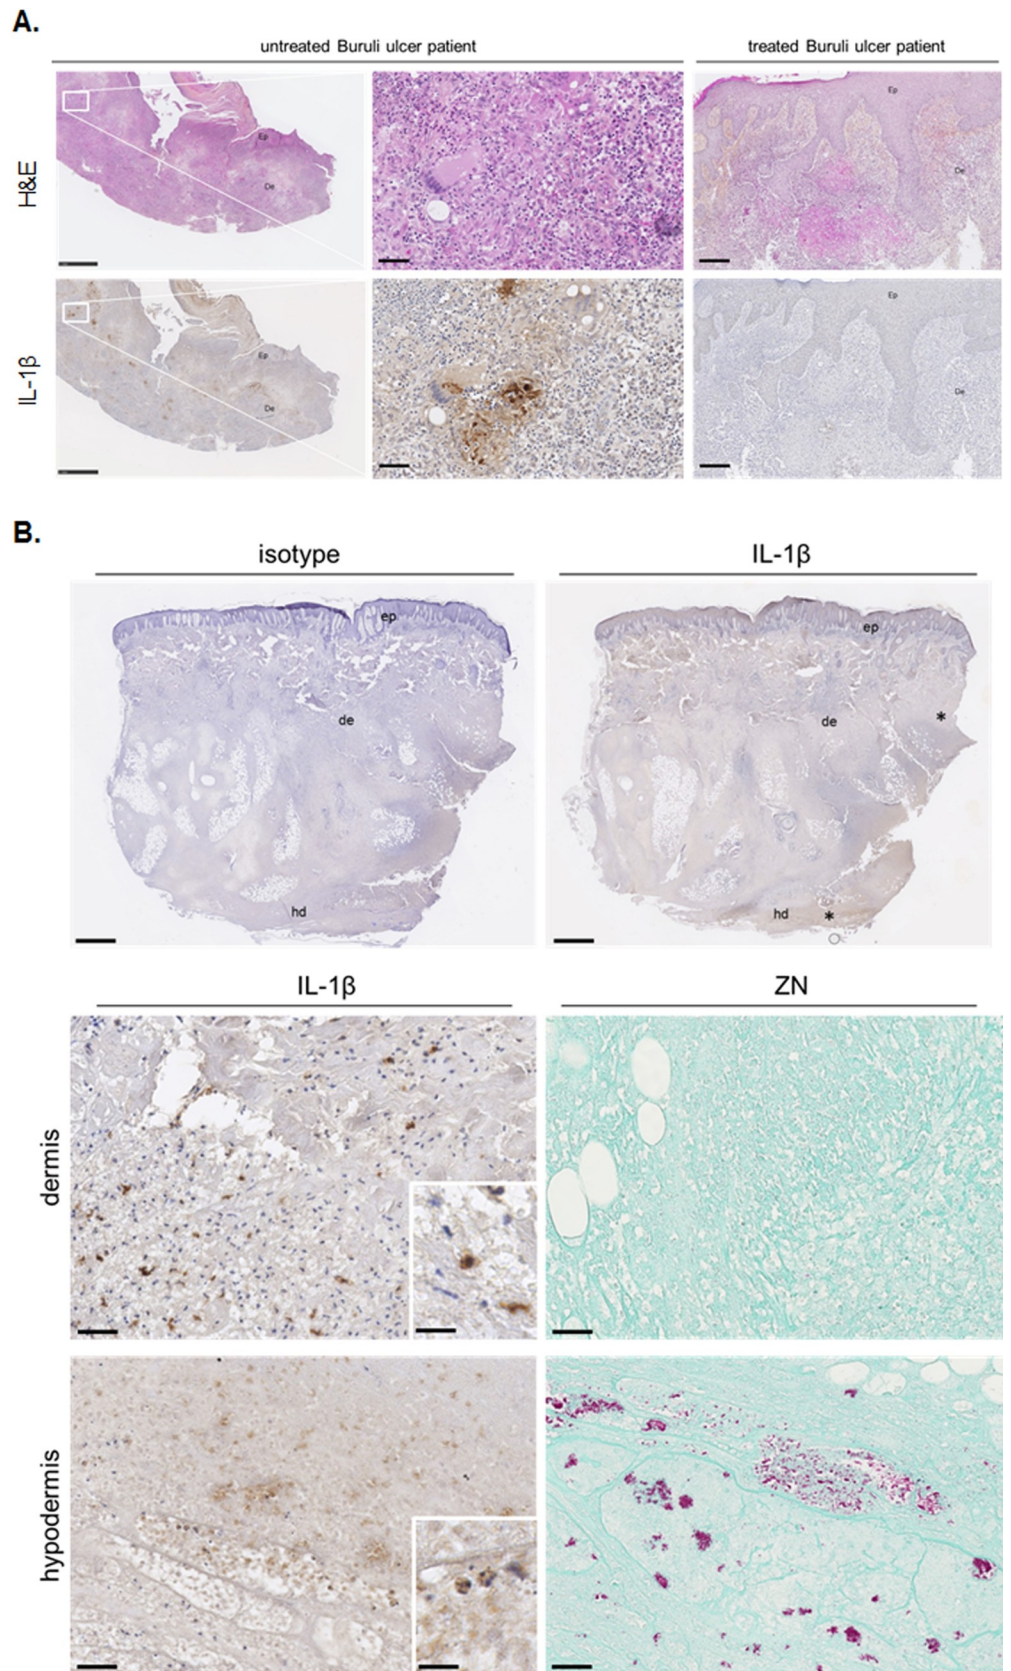 A.
untreated Buruli ulcer patient
treated Buruli ulcer patient
H&E
Ep
De
Ep
De
IL-1β
Ep
De
Ep
De
B.
isotype
IL-1β
ep
de
hd
ep
de
*
hd
*
IL-1β
ZN
dermis
hypodermis